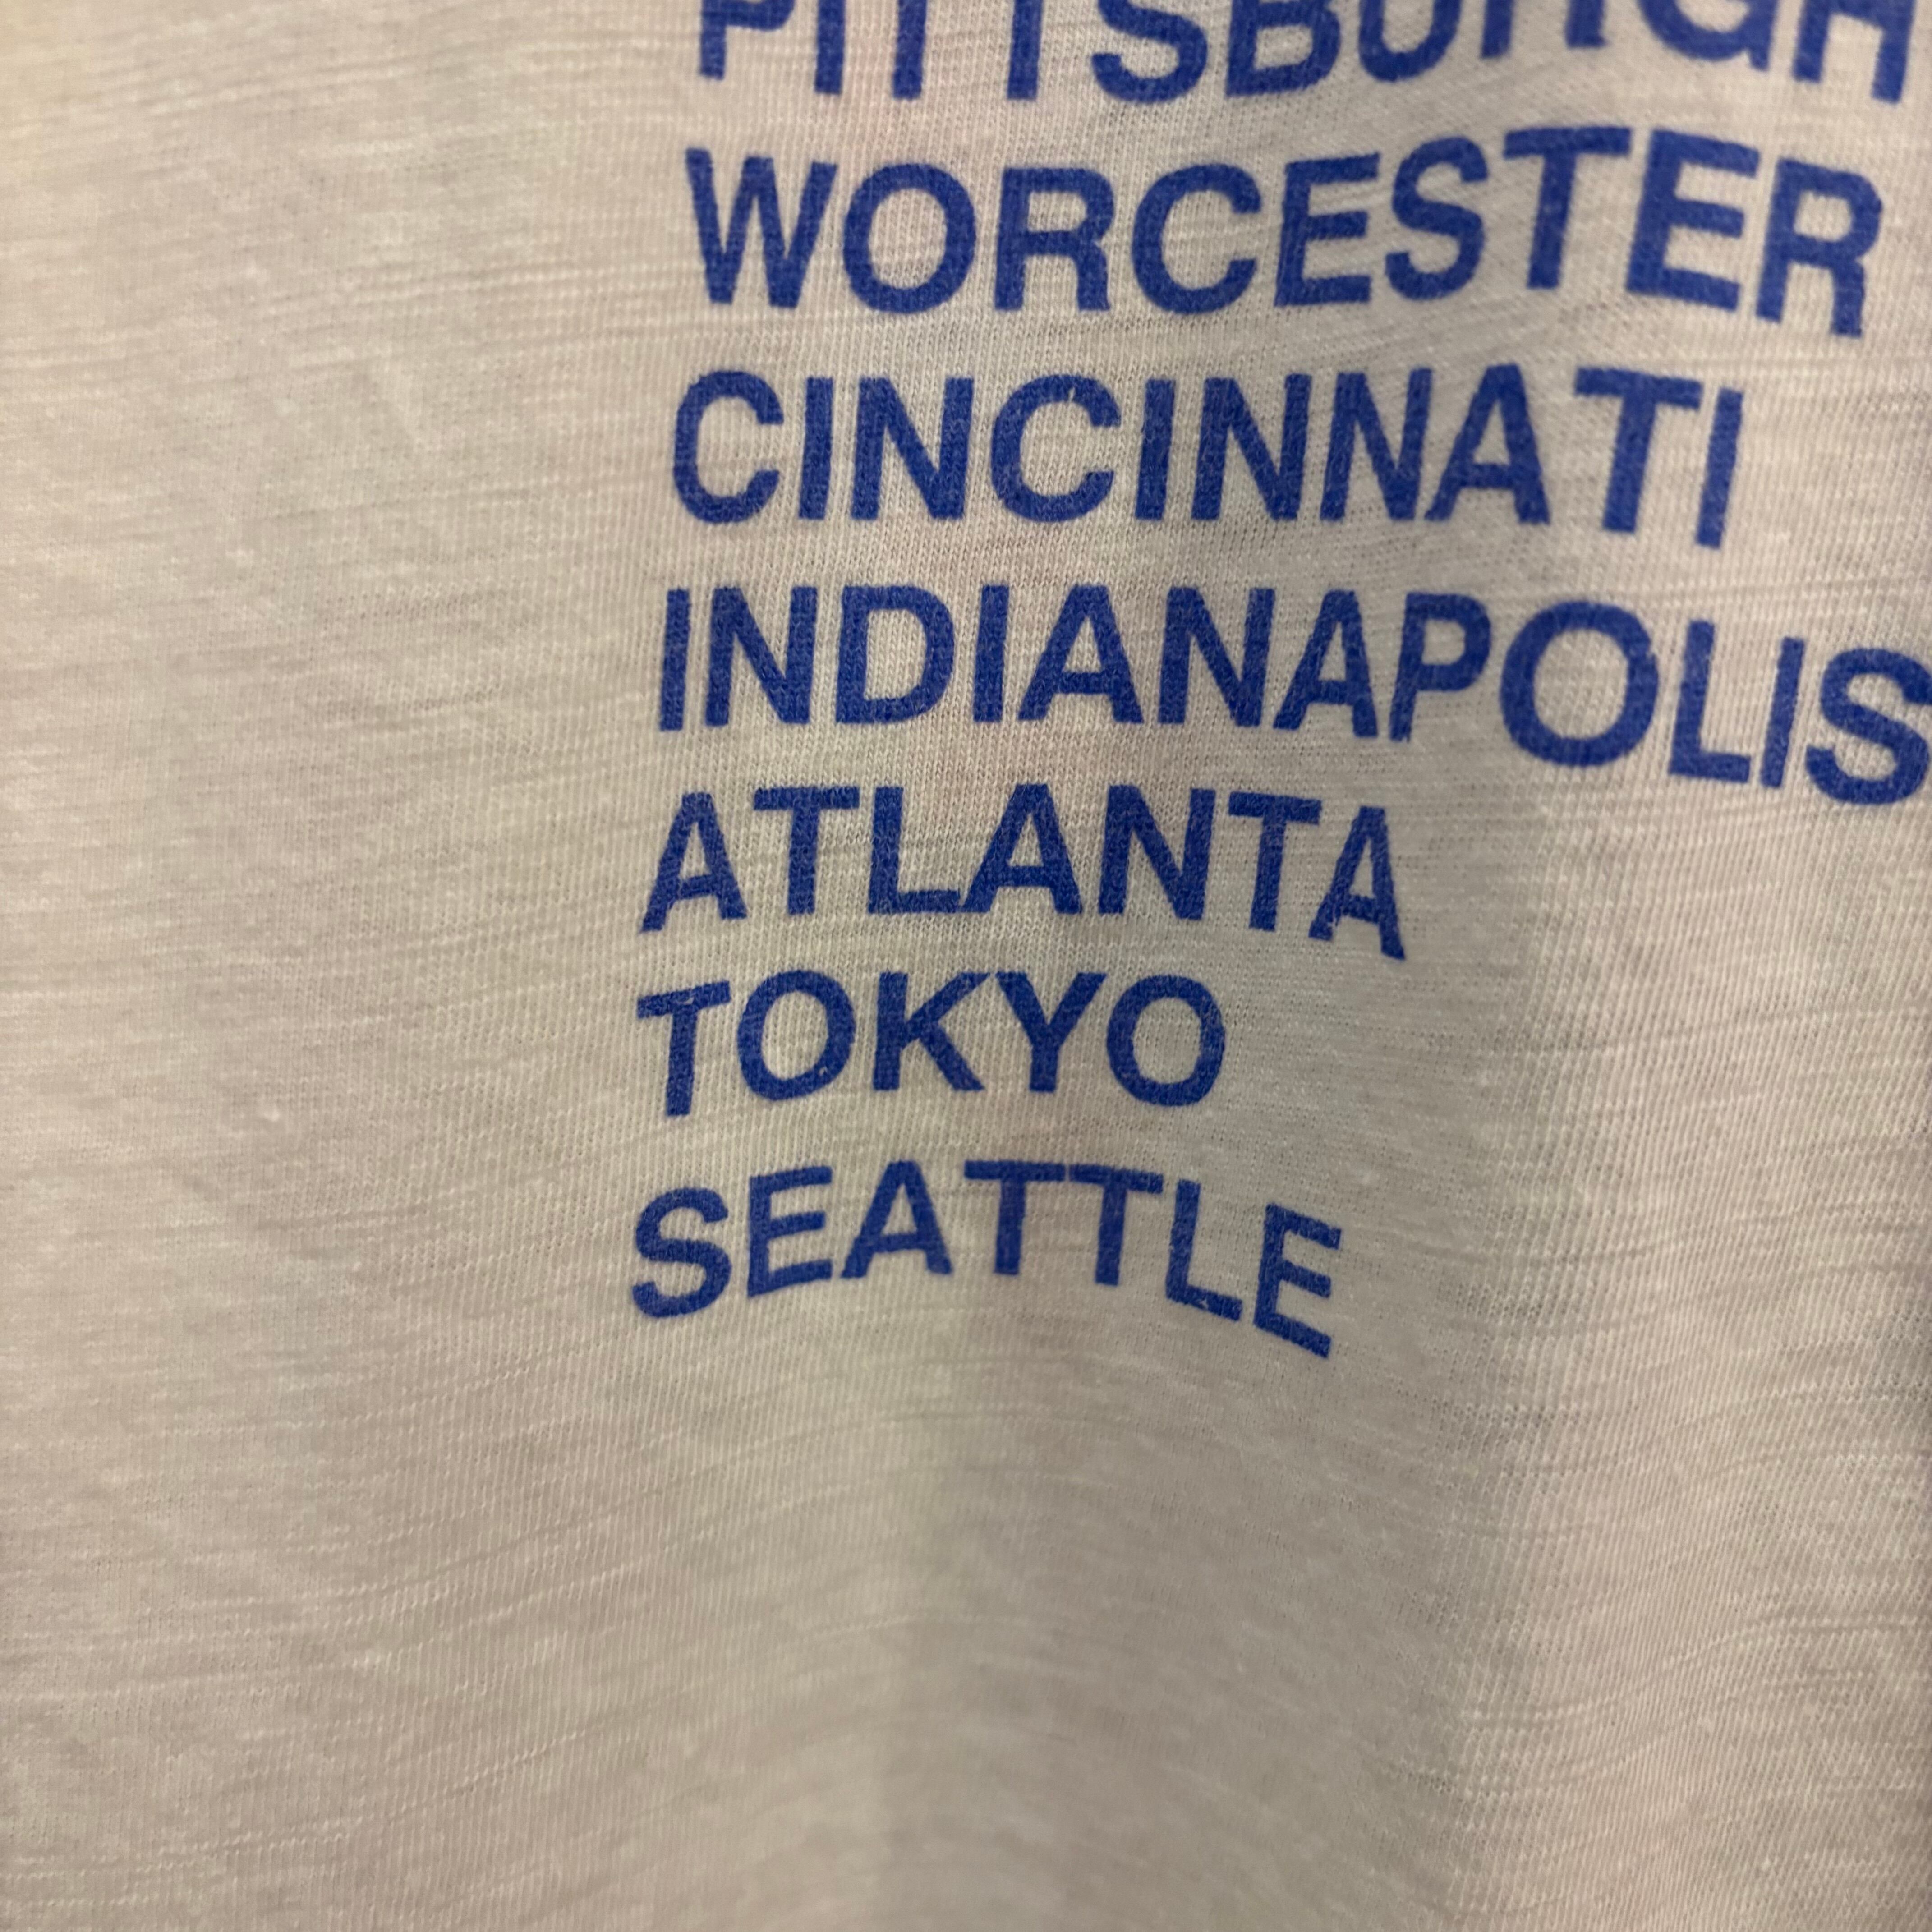 PITTSBURGH
WORCESTER
CINCINNATI
INDIANAPOLIS
ATLANTA
TOKYO
SEATTLE